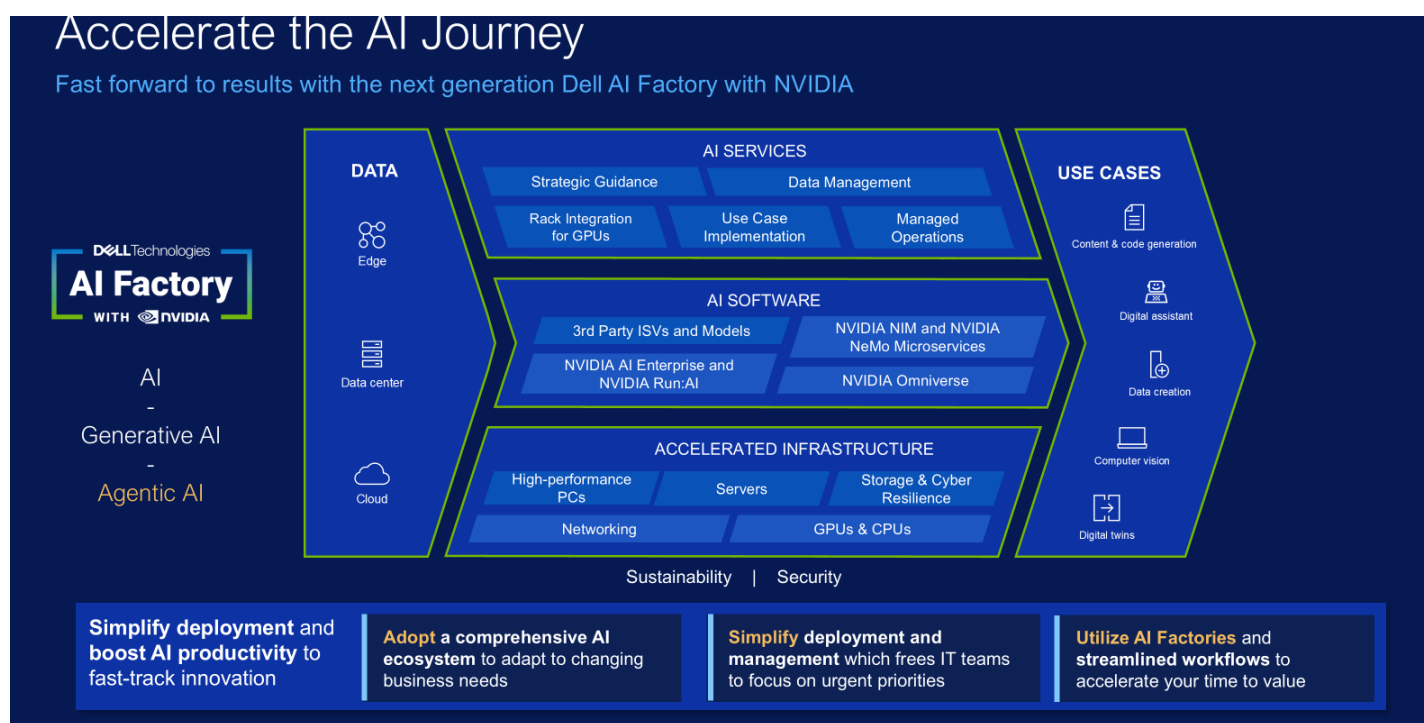 Accelerate the AI Journey
Fast forward to results with the next generation Dell AI Factory with NVIDIA
DELLTechnologies
AI Factory
WITH NVIDIA
AI
-
Generative AI
-
Agentic AI
DATA
Edge
Data center
Cloud
AI SERVICES
Strategic Guidance
Data Management
Rack Integration
for GPUs
Use Case
Implementation
Managed
Operations
AI SOFTWARE
3rd Party ISVs and Models
NVIDIA NIM and NVIDIA
NeMo Microservices
NVIDIA AI Enterprise and
NVIDIA Run:AI
NVIDIA Omniverse
ACCELERATED INFRASTRUCTURE
High-performance
PCs
Servers
Storage & Cyber
Resilience
Networking
GPUs & CPUs
USE CASES
Content & code generation
Digital assistant
Data creation
Computer vision
Digital twins
Sustainability | Security
Simplify deployment and
boost AI productivity to
fast-track innovation
Adopt a comprehensive AI
ecosystem to adapt to changing
business needs
Simplify deployment and
management which frees IT teams
to focus on urgent priorities
Utilize AI Factories and
streamlined workflows to
accelerate your time to value